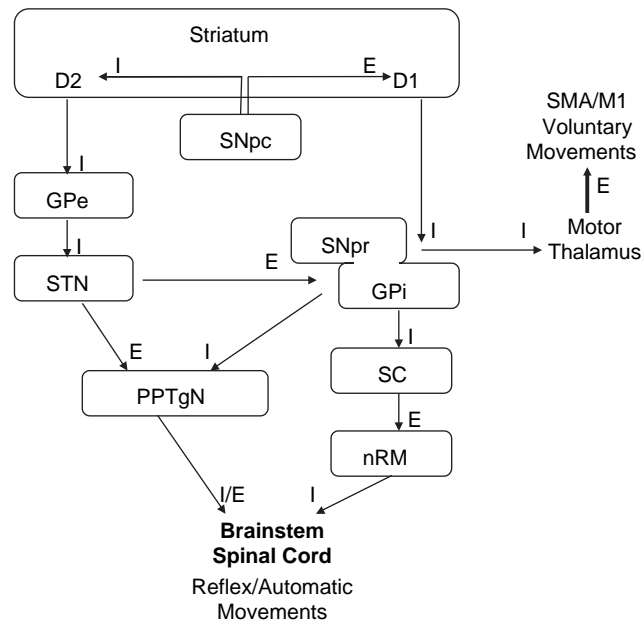 Striatum
I E
D2 D1
SNpc
SMA/M1
Voluntary
Movements
I
GPe
E
I
SNpr
I I
Motor
Thalamus
E
STN
GPi
E I
I
PPTgN
SC
E
nRM
I/E I
Brainstem
Spinal Cord
Reflex/Automatic
Movements